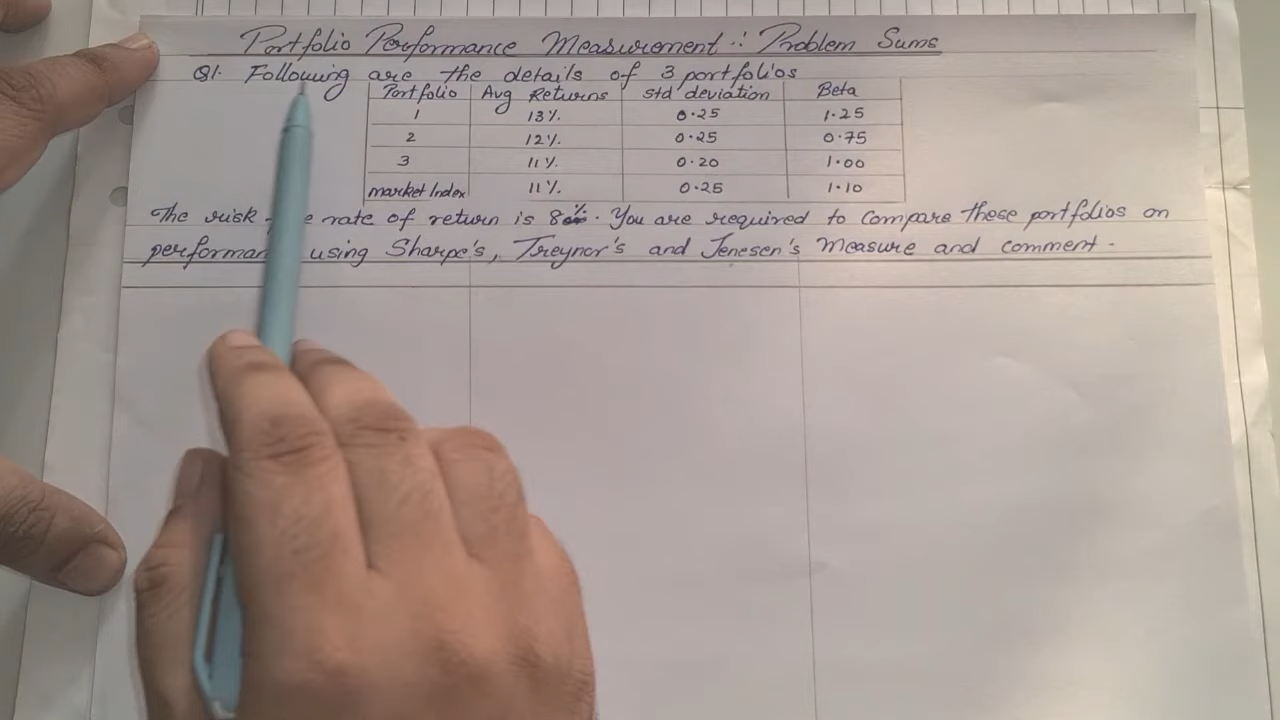 Portfolio Performance Measurement :: Problem Sums
Q1. Following are the details of 3 portfolios
Portfolio Avg Returns Std deviation Beta
1 13%. 0.25 1.25
2 12%. 0.25 0.75
3 11%. 0.20 1.00
market Index 11%. 0.25 1.10
The risk rate of return is 8%. You are required to compare these portfolios on
using Sharpe's, Treynor's and Jenesen's Measure and comment.